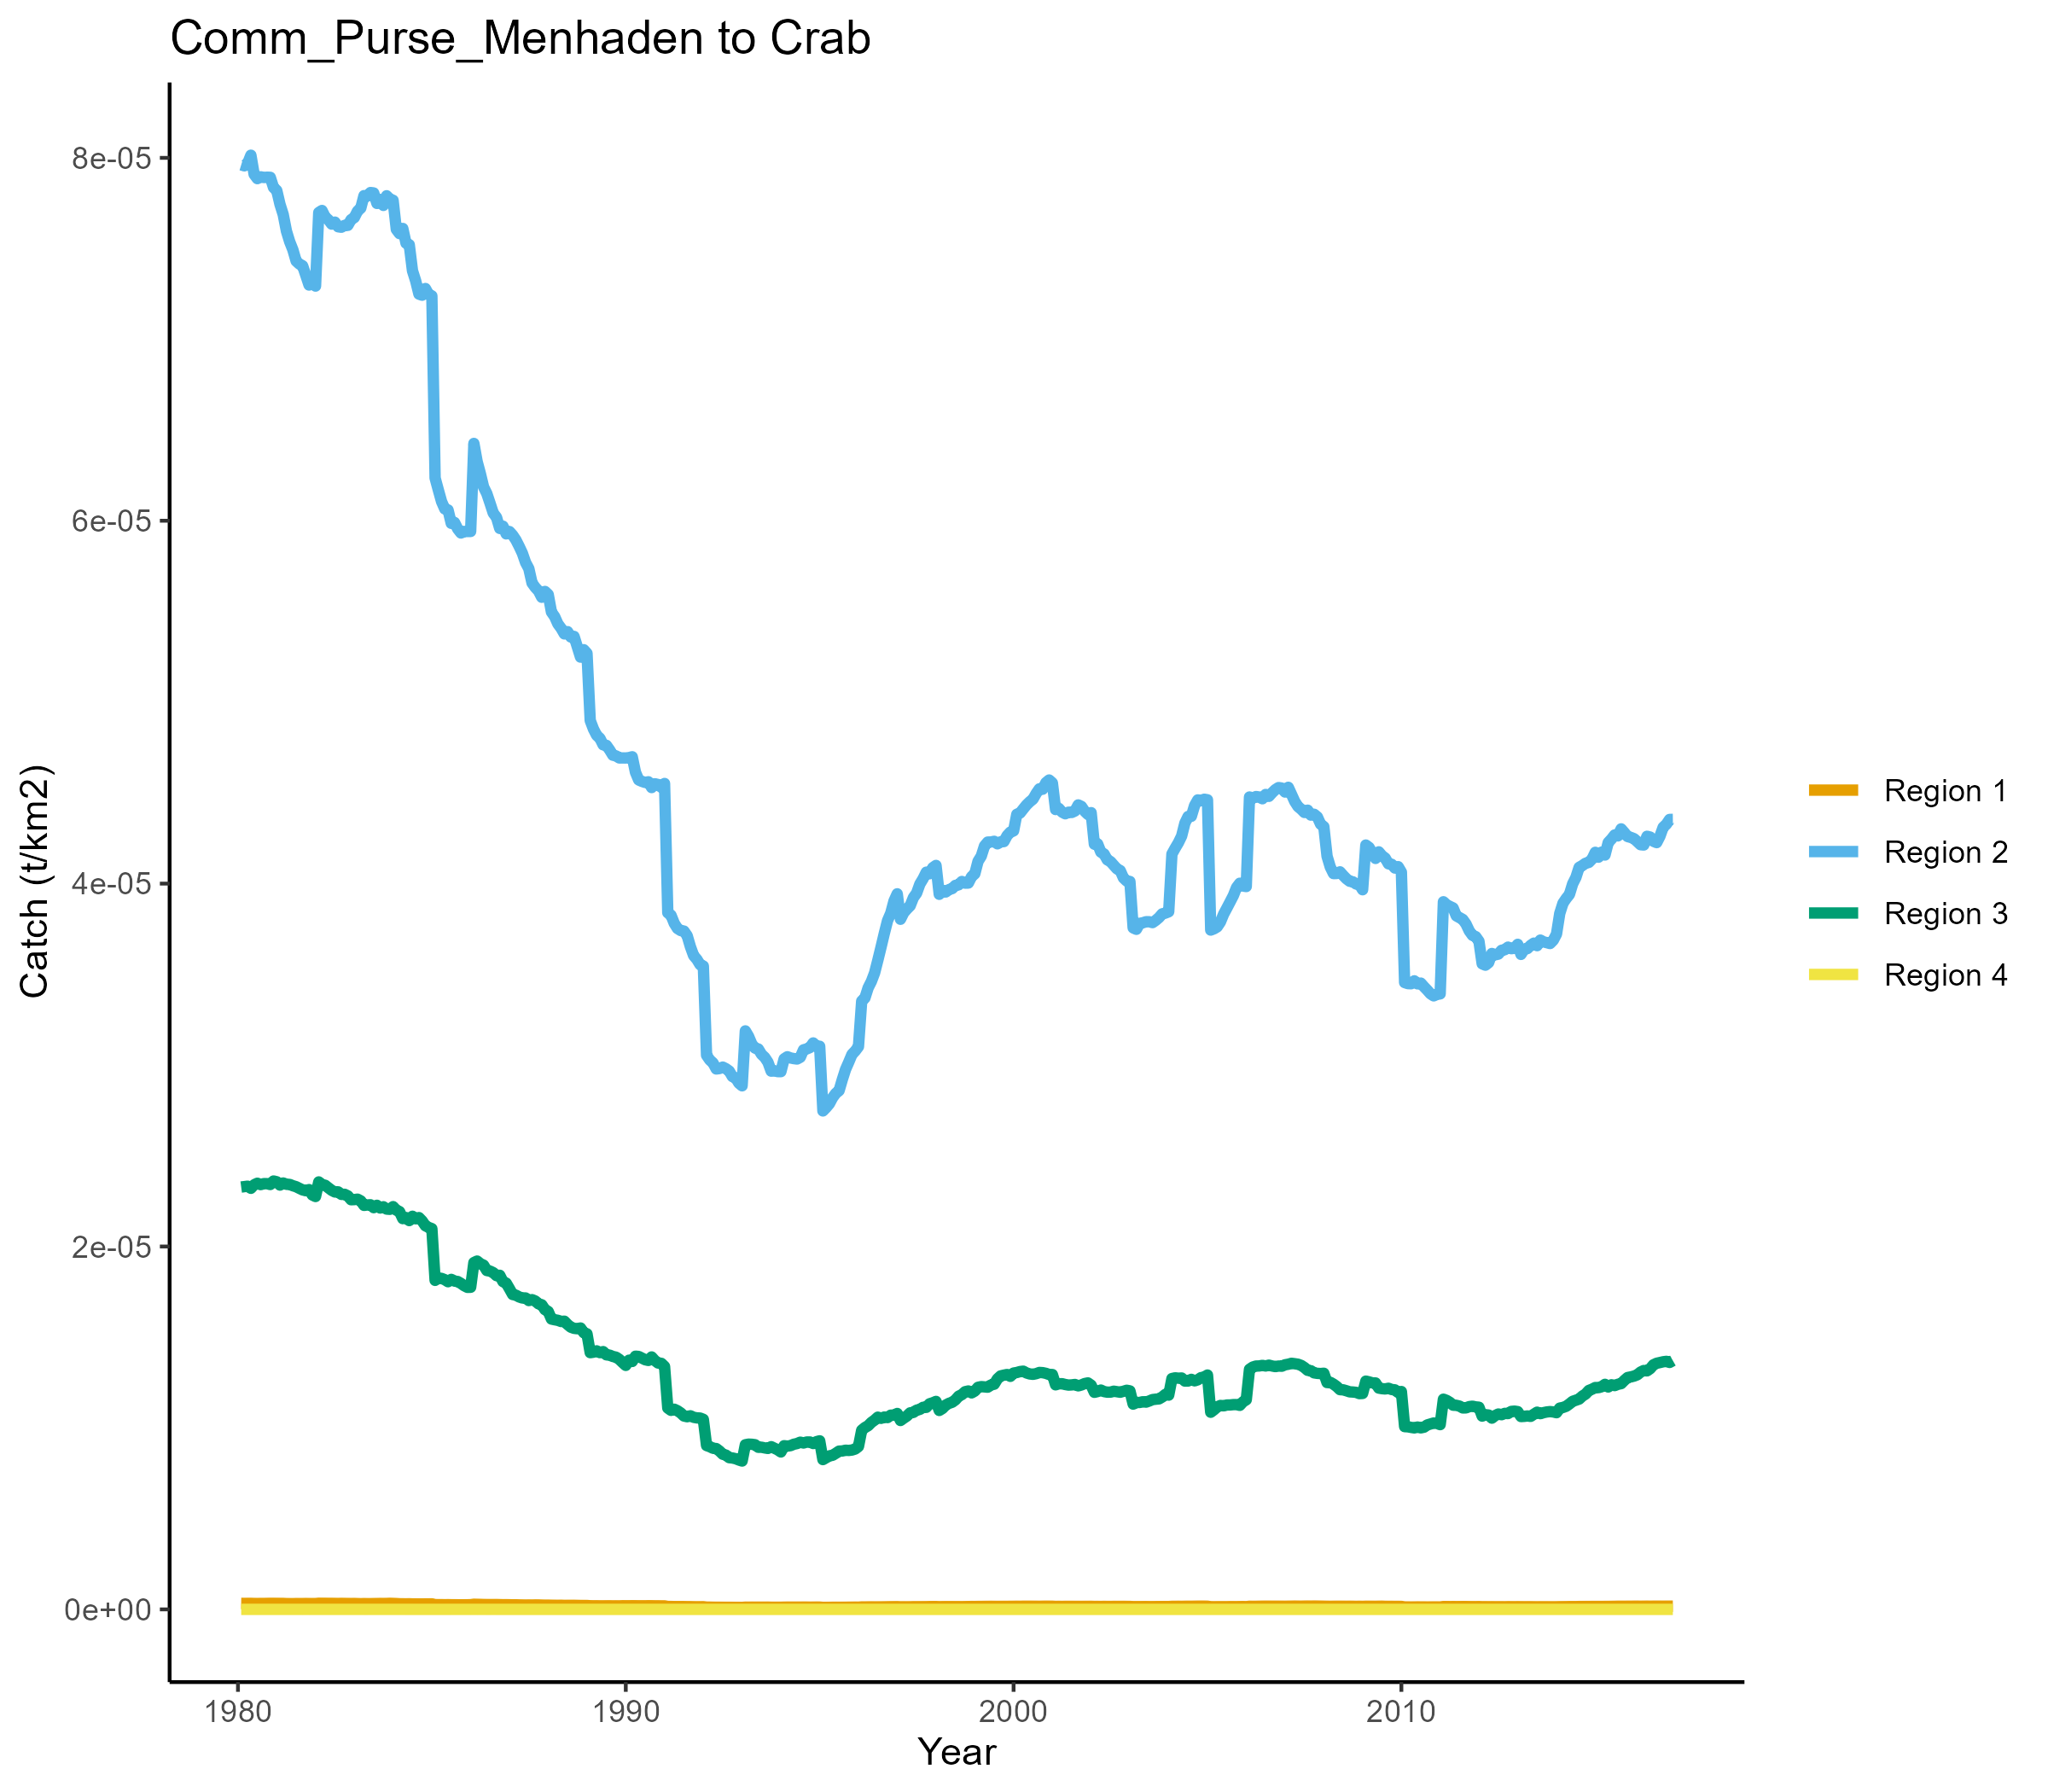 Comm_Purse_Menhaden to Crab
Catch (t/km2)
8e-05
6e-05
4e-05
2e-05
0e+00
1980
1990
2000
2010
Year
Region 1
Region 2
Region 3
Region 4